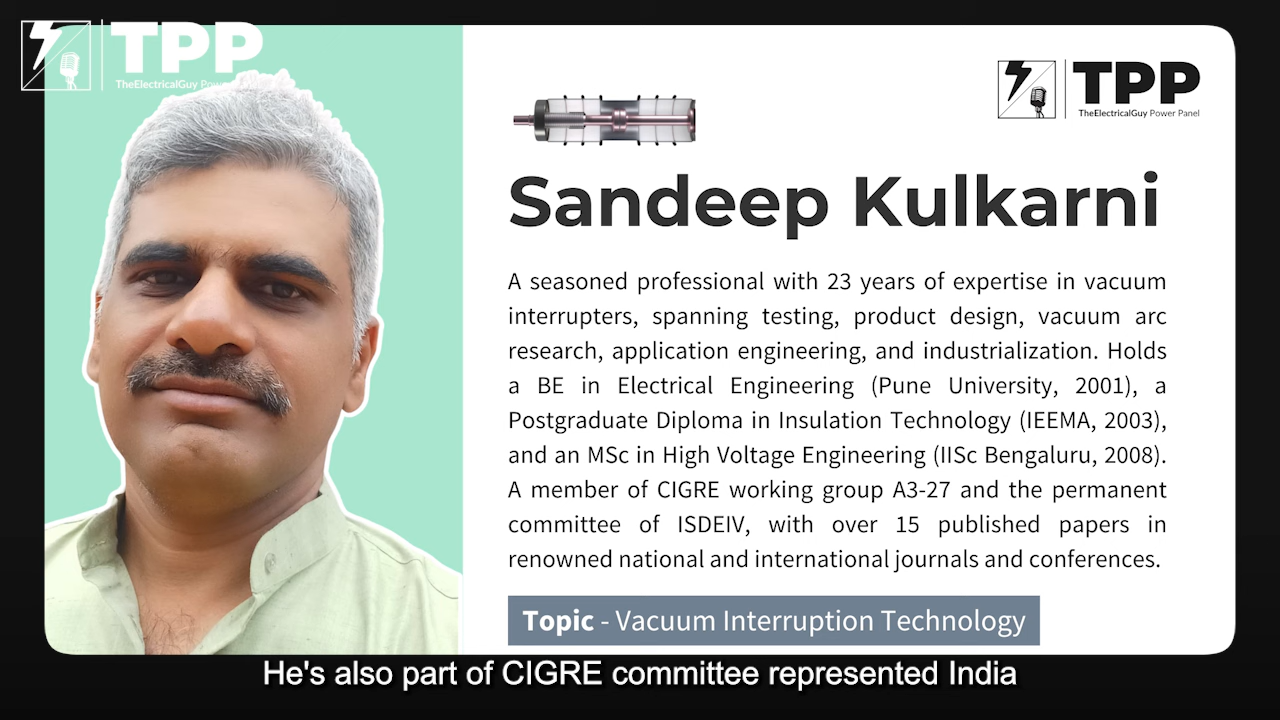 TPP
TheElectricalGuy Power Panel
TPP
TheElectricalGuy Power
Sandeep Kulkarni
A seasoned professional with 23 years of expertise in vacuum
interrupters, spanning testing, product design, vacuum arc
research, application engineering, and industrialization. Holds
a BE in Electrical Engineering (Pune University, 2001), a
Postgraduate Diploma in Insulation Technology (IEEMA, 2003),
and an MSc in High Voltage Engineering (IISc Bengaluru, 2008).
A member of CIGRE working group A3-27 and the permanent
committee of ISDEIV, with over 15 published papers in
renowned national and international journals and conferences.
Topic - Vacuum Interruption Technology
He's also part of CIGRE committee represented India